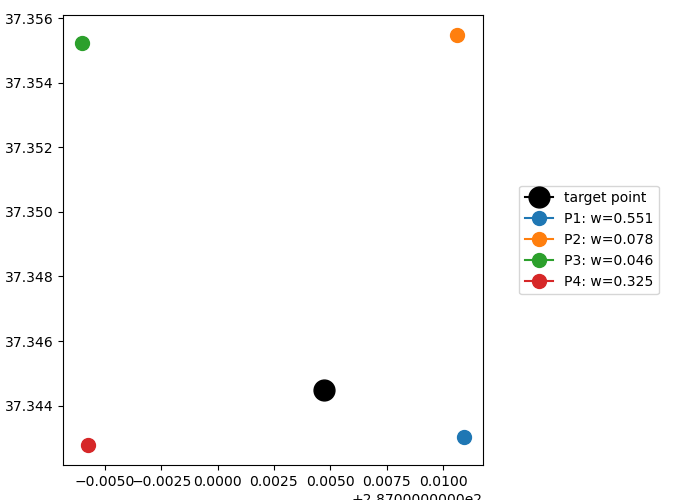 37.356
37.354
37.352
37.350
37.348
37.346
37.344
−0.0050 −0.0025 0.0000 0.0025 0.0050 0.0075 0.0100
+2.8700000000e2
target point
P1: w=0.551
P2: w=0.078
P3: w=0.046
P4: w=0.325